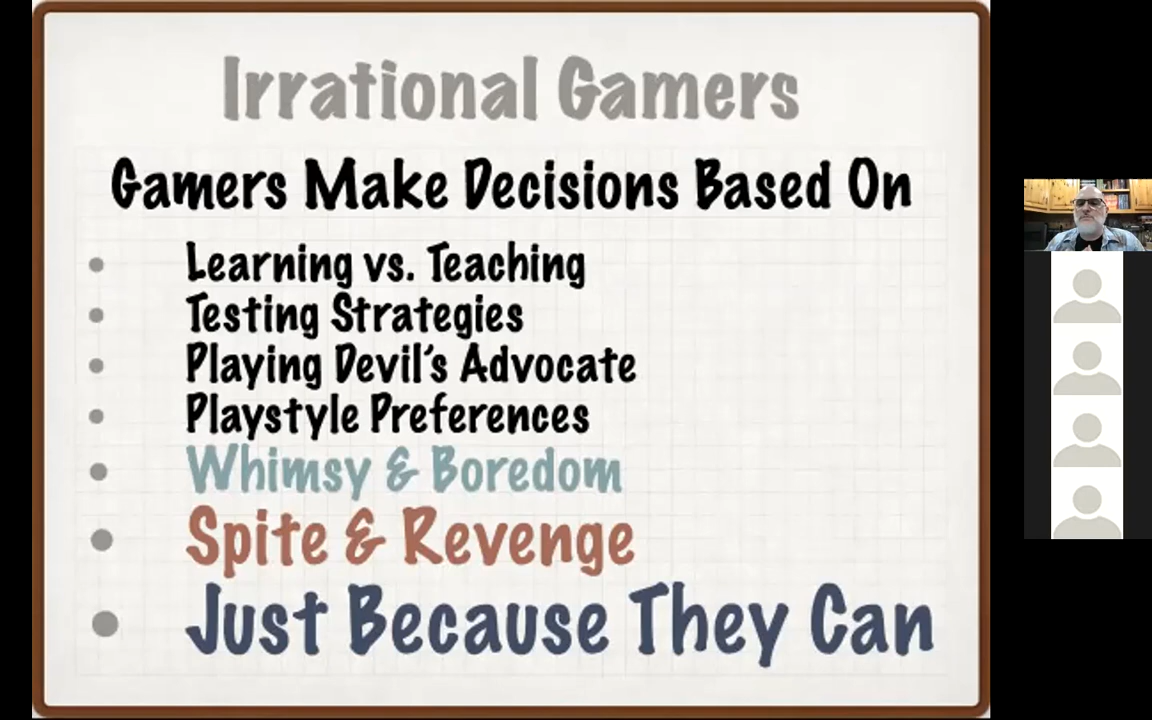 Irrational Gamers
Gamers Make Decisions Based On
Learning vs. Teaching
Testing Strategies
Playing Devil's Advocate
Playstyle Preferences
Whimsy & Boredom
Spite & Revenge
Just Because They Can